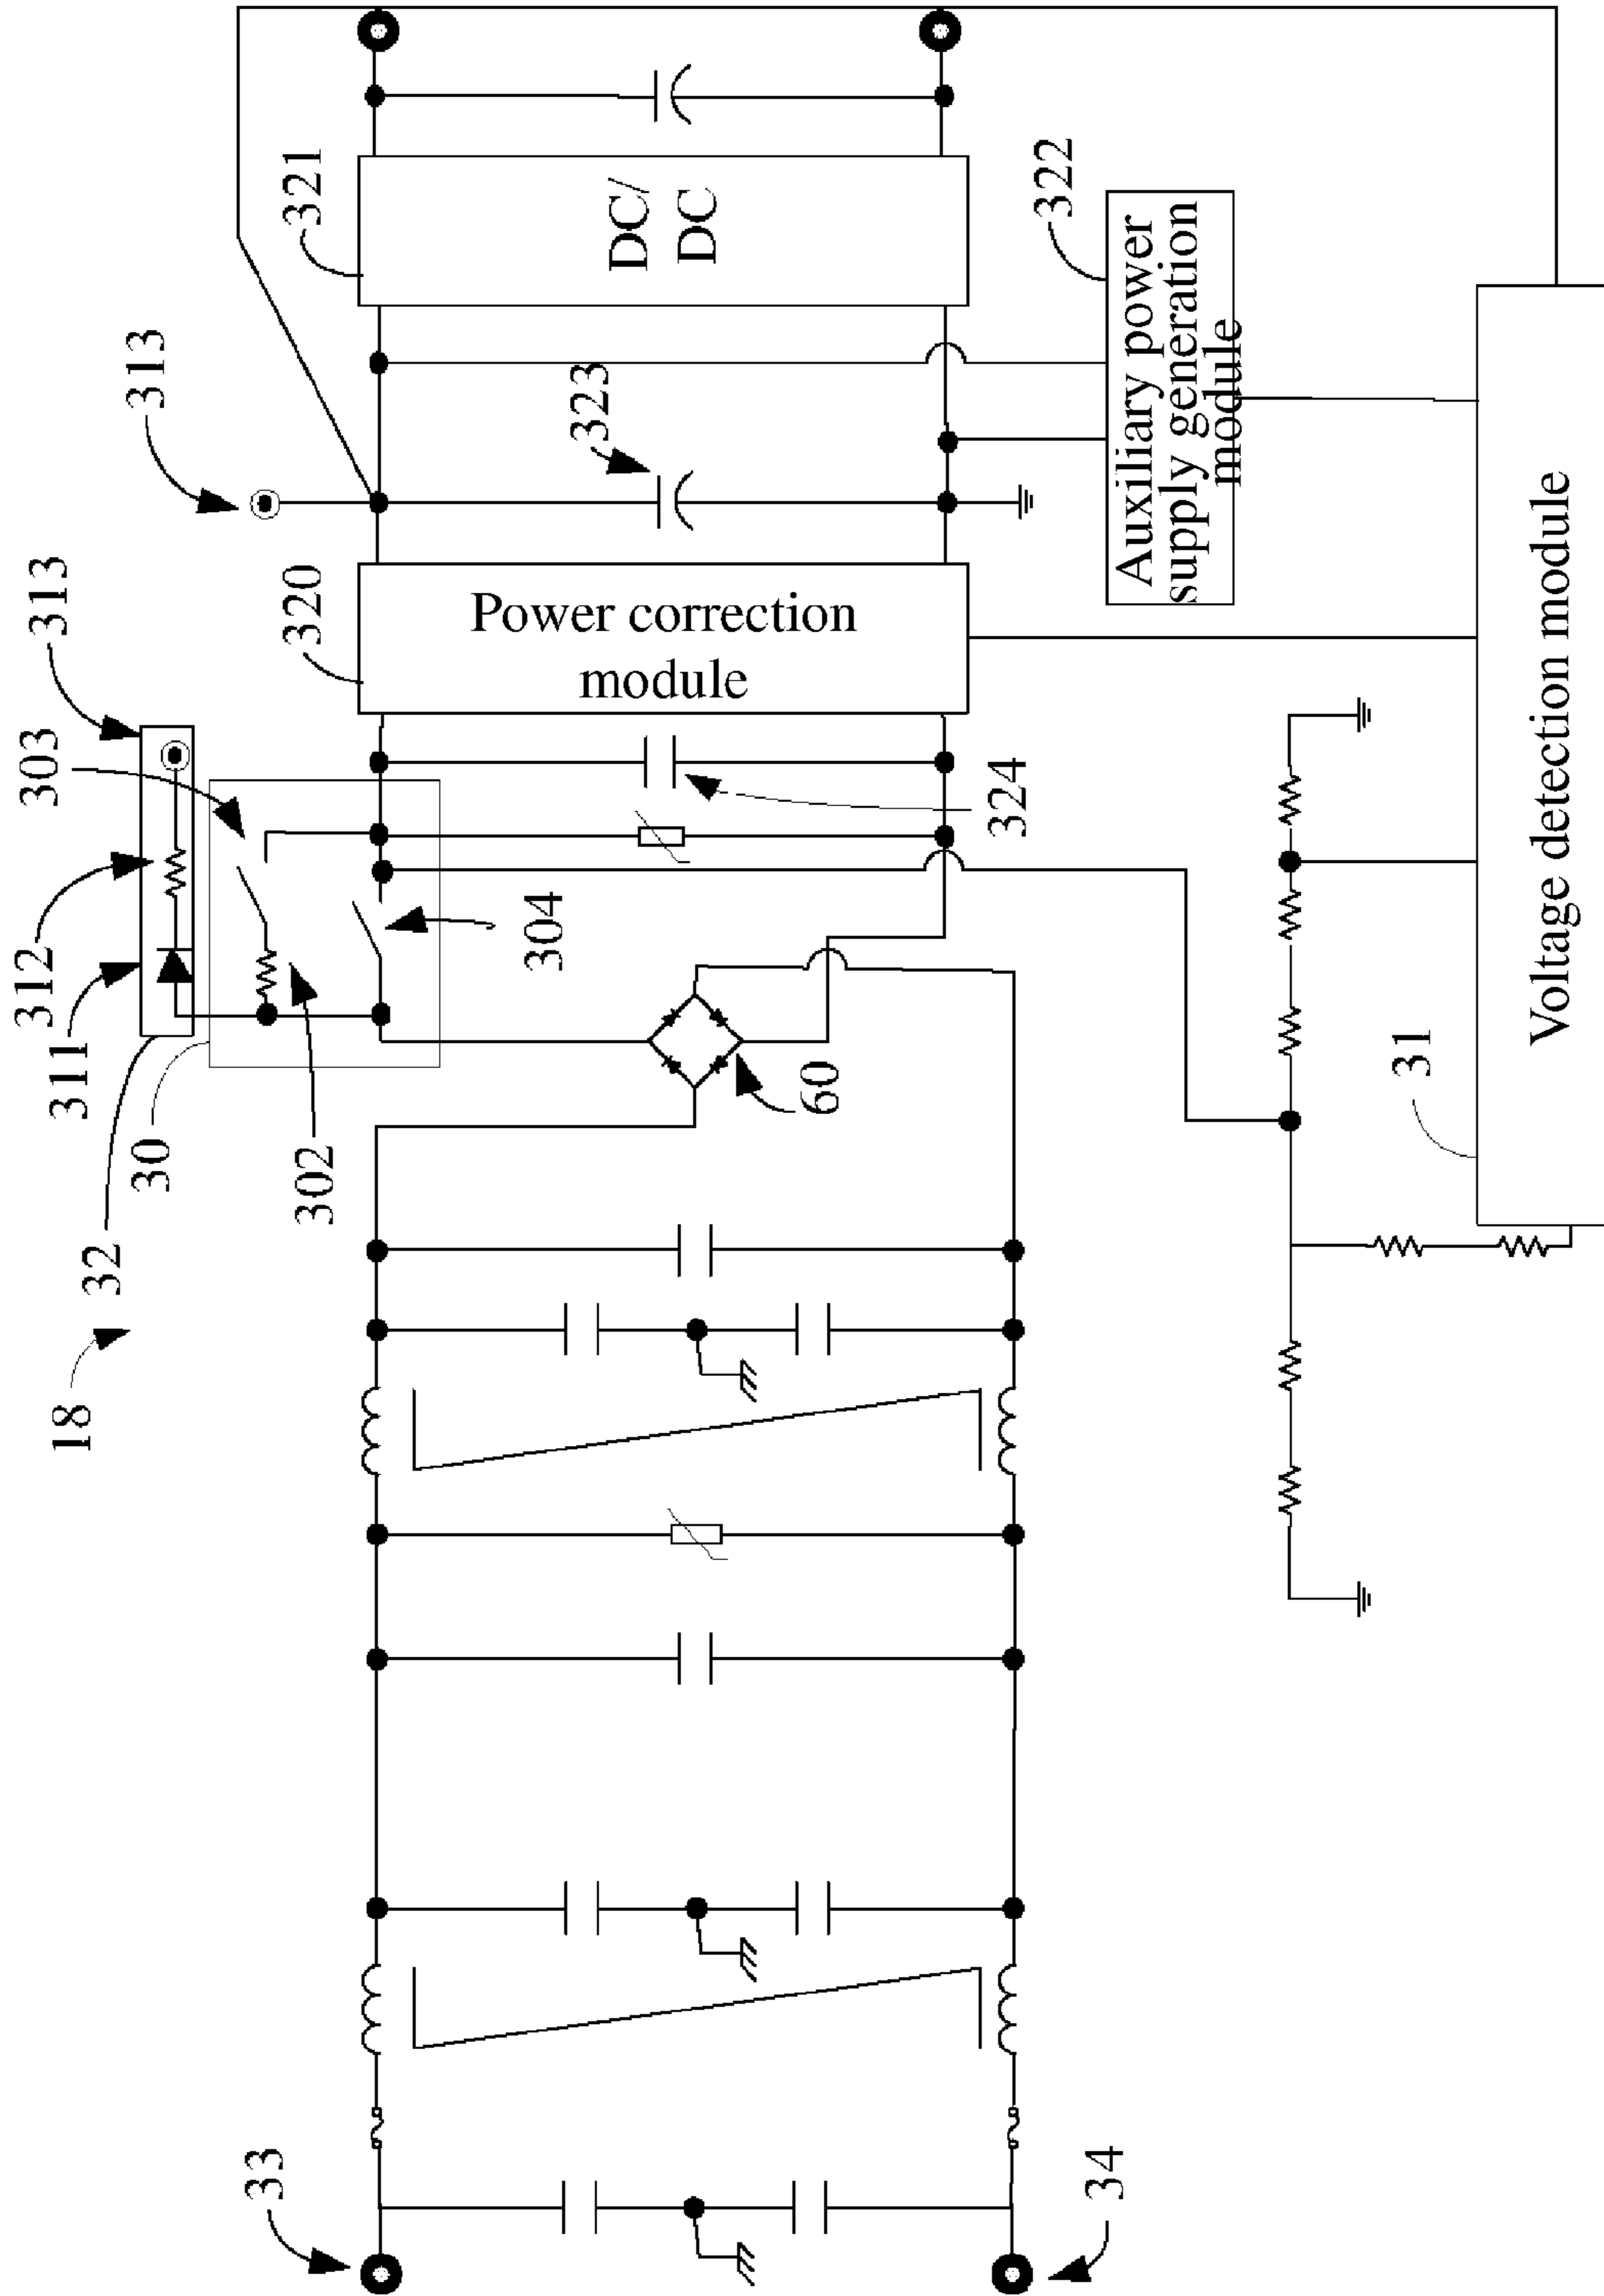 313
313
303
312
311
32
30
18
302
304
324
60
320
Power correction
module
323
321
DC/
DC
322
Auxiliary power
supply generation
module
33
34
31
Voltage detection module